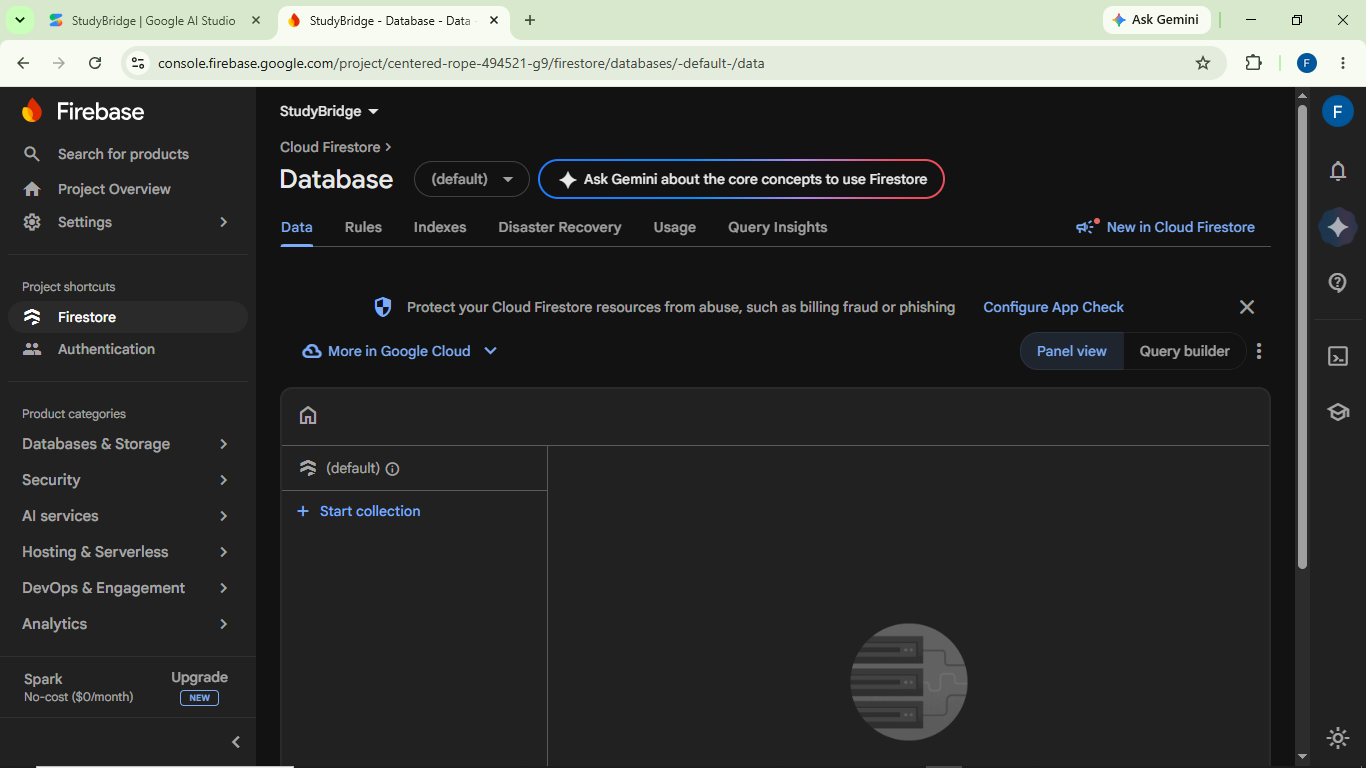 StudyBridge | Google AI Studio
StudyBridge - Database - Data -
Ask Gemini
console.firebase.google.com/project/centered-rope-494521-g9/firestore/databases/-default-/data
F
Firebase
Search for products
Project Overview
Settings
Project shortcuts
Firestore
Authentication
Product categories
Databases & Storage
Security
AI services
Hosting & Serverless
DevOps & Engagement
Analytics
Spark
No-cost ($0/month)
Upgrade
NEW
StudyBridge
Cloud Firestore
Database
(default)
Ask Gemini about the core concepts to use Firestore
Data
Rules
Indexes
Disaster Recovery
Usage
Query Insights
New in Cloud Firestore
Protect your Cloud Firestore resources from abuse, such as billing fraud or phishing
Configure App Check
More in Google Cloud
Panel view
Query builder
(default)
+ Start collection
F